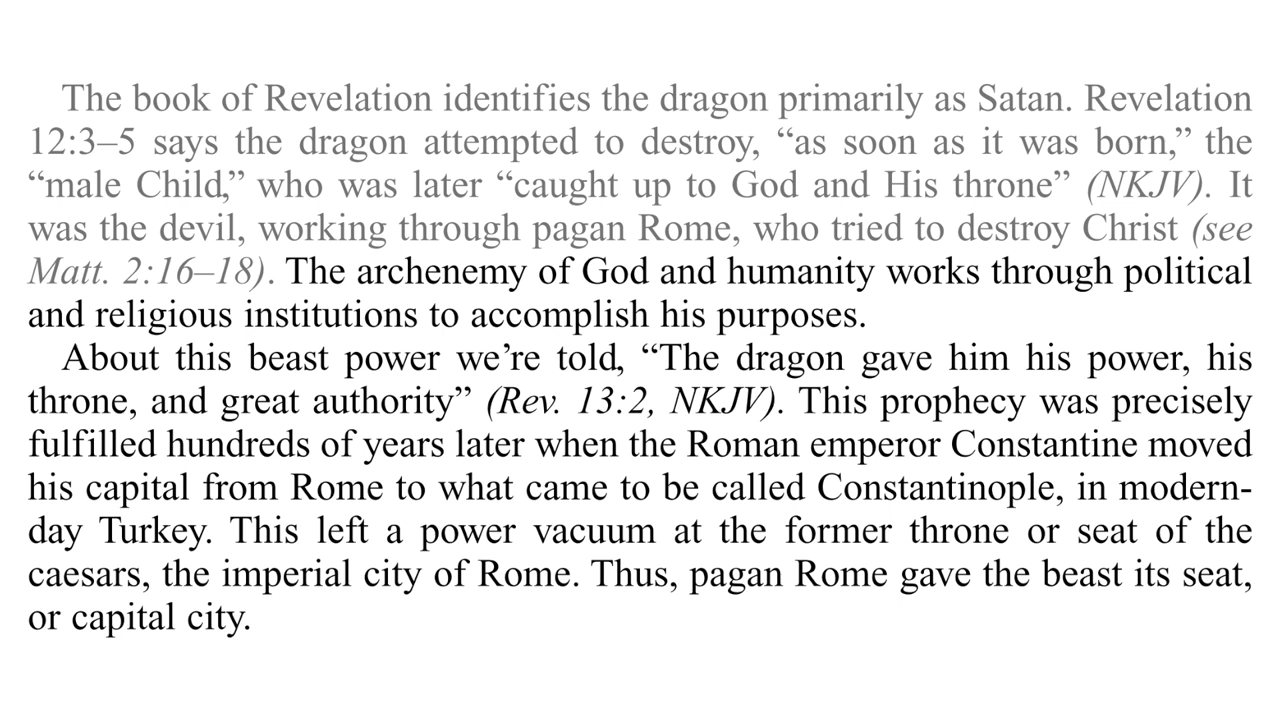 The book of Revelation identifies the dragon primarily as Satan. Revelation
12:3–5 says the dragon attempted to destroy, “as soon as it was born,” the
“male Child,” who was later “caught up to God and His throne” (NKJV). It
was the devil, working through pagan Rome, who tried to destroy Christ (see
Matt. 2:16–18). The archenemy of God and humanity works through political
and religious institutions to accomplish his purposes.
About this beast power we’re told, “The dragon gave him his power, his
throne, and great authority” (Rev. 13:2, NKJV). This prophecy was precisely
fulfilled hundreds of years later when the Roman emperor Constantine moved
his capital from Rome to what came to be called Constantinople, in modern-
day Turkey. This left a power vacuum at the former throne or seat of the
caesars, the imperial city of Rome. Thus, pagan Rome gave the beast its seat,
or capital city.